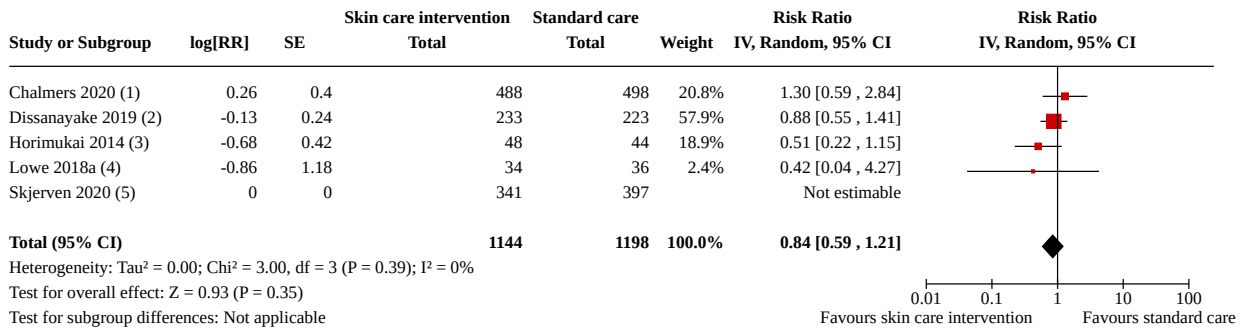 Skin care intervention Standard care Risk Ratio Risk Ratio
Study or Subgroup log[RR] SE Total Total Weight IV, Random, 95% CI IV, Random, 95% CI
Chalmers 2020 (1) 0.26 0.4 488 498 20.8% 1.30 [0.59 , 2.84]
Dissanayake 2019 (2) -0.13 0.24 233 223 57.9% 0.88 [0.55 , 1.41]
Horimukai 2014 (3) -0.68 0.42 48 44 18.9% 0.51 [0.22 , 1.15]
Lowe 2018a (4) -0.86 1.18 34 36 2.4% 0.42 [0.04 , 4.27]
Skjerven 2020 (5) 0 0 341 397 Not estimable
Total (95% CI) 1144 1198 100.0% 0.84 [0.59 , 1.21]
Heterogeneity: Tau² = 0.00; Chi² = 3.00, df = 3 (P = 0.39); I² = 0%
Test for overall effect: Z = 0.93 (P = 0.35)
Test for subgroup differences: Not applicable
0.01 0.1 1 10 100
Favours skin care intervention Favours standard care